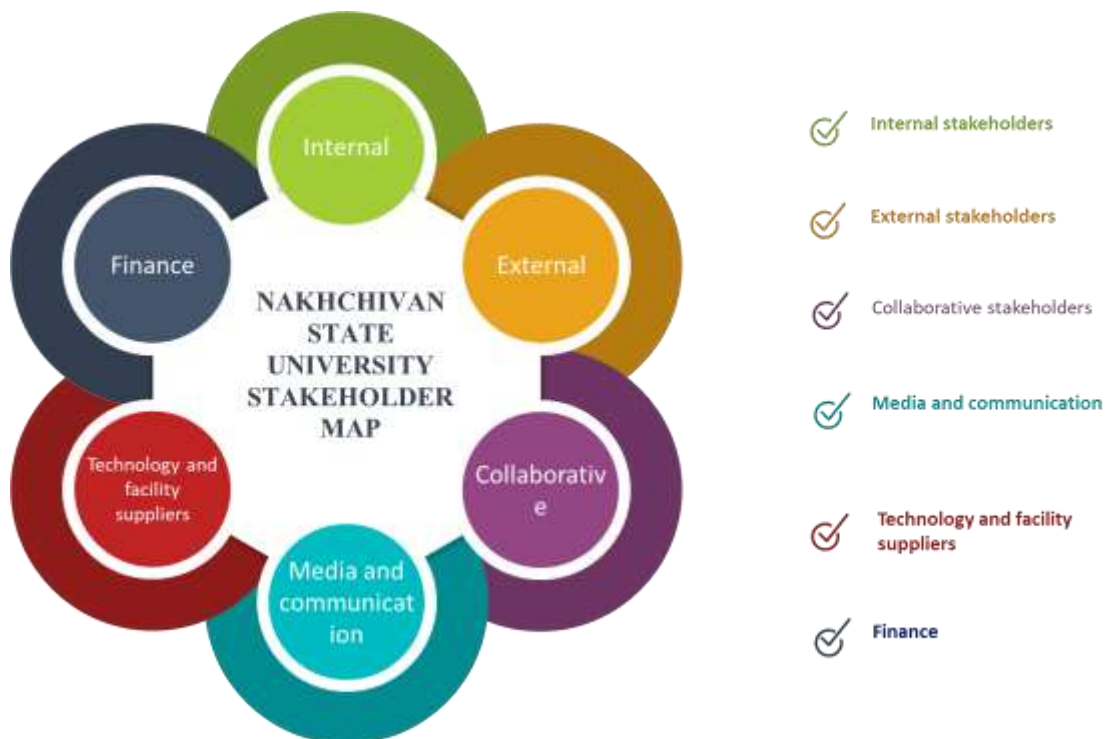 Internal
External
Collaborativ
e
Media and
communicat
ion
Technology and
facility
suppliers
Finance
NAKHCHIVAN
STATE
UNIVERSITY
STAKEHOLDER
MAP
Internal stakeholders
External stakeholders
Collaborative stakeholders
Media and communication
Technology and facility
suppliers
Finance